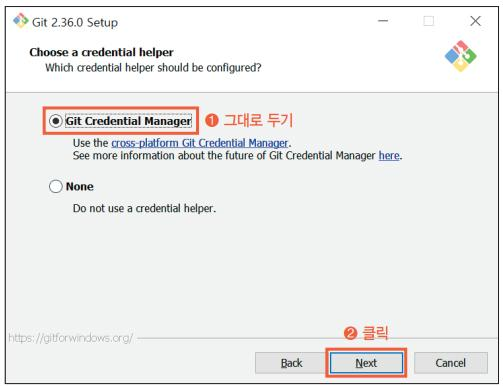 Git 2.36.0 Setup
Choose a credential helper
Which credential helper should be configured?
Git Credential Manager ❶ 그대로 두기
Use the cross-platform Git Credential Manager.
See more information about the future of Git Credential Manager here.
None
Do not use a credential helper.
❷ 클릭
https://gitforwindows.org/
Back Next Cancel